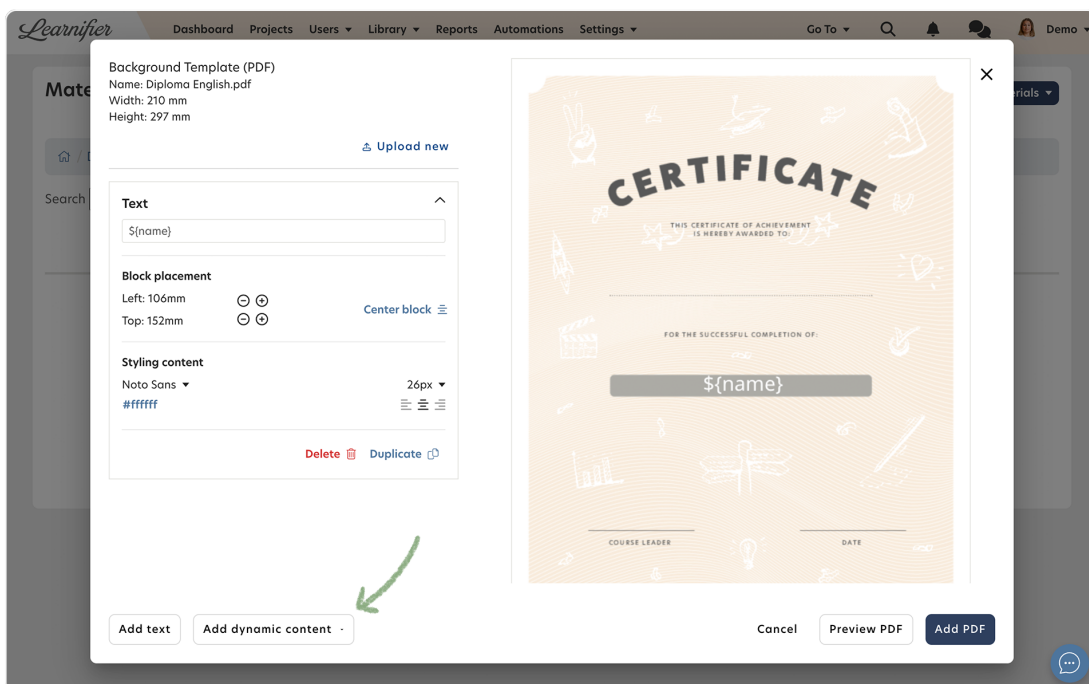 Learnifier
Dashboard Projects Users Library Reports Automations Settings Go To Demo
Background Template (PDF)
Name: Diploma English.pdf
Width: 210 mm
Height: 297 mm
Upload new
Mate
rials
Search
Text
${name}
Block placement
Left: 106mm
Top: 152mm
Center block
Styling content
Noto Sans 26px
#ffffff
Delete Duplicate
CERTIFICATE
THIS CERTIFICATE OF ACHIEVEMENT
IS HEREBY AWARDED TO:
FOR THE SUCCESSFUL COMPLETION OF:
${name}
COURSE LEADER DATE
Add text Add dynamic content - Cancel Preview PDF Add PDF